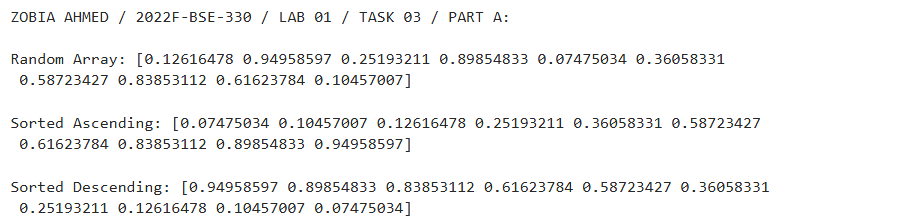 ZOBIA AHMED / 2022F-BSE-330 / LAB 01 / TASK 03 / PART A:
Random Array: [0.12616478 0.94958597 0.25193211 0.89854833 0.07475034 0.36058331
0.58723427 0.83853112 0.61623784 0.10457007]
Sorted Ascending: [0.07475034 0.10457007 0.12616478 0.25193211 0.36058331 0.58723427
0.61623784 0.83853112 0.89854833 0.94958597]
Sorted Descending: [0.94958597 0.89854833 0.83853112 0.61623784 0.58723427 0.36058331
0.25193211 0.12616478 0.10457007 0.07475034]